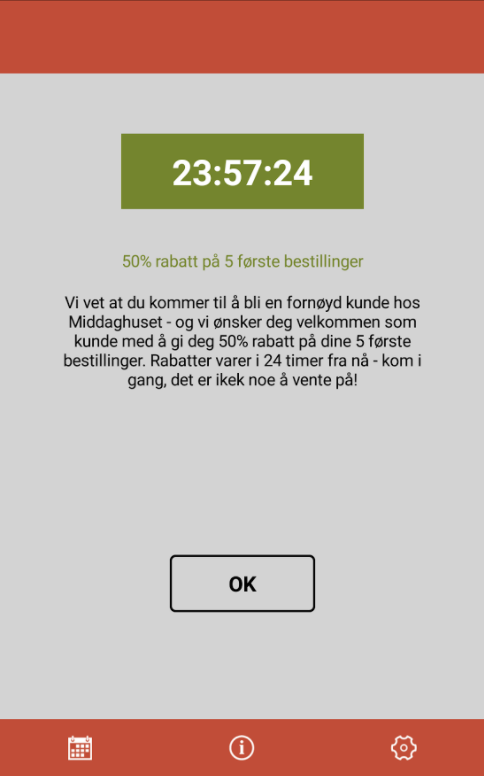 23:57:24
50% rabatt på 5 første bestillinger
Vi vet at du kommer til å bli en fornøyd kunde hos
Middaghuset - og vi ønsker deg velkommen som
kunde med å gi deg 50% rabatt på dine 5 første
bestillinger. Rabatter varer i 24 timer fra nå - kom i
gang, det er ikek noe å vente på!
OK